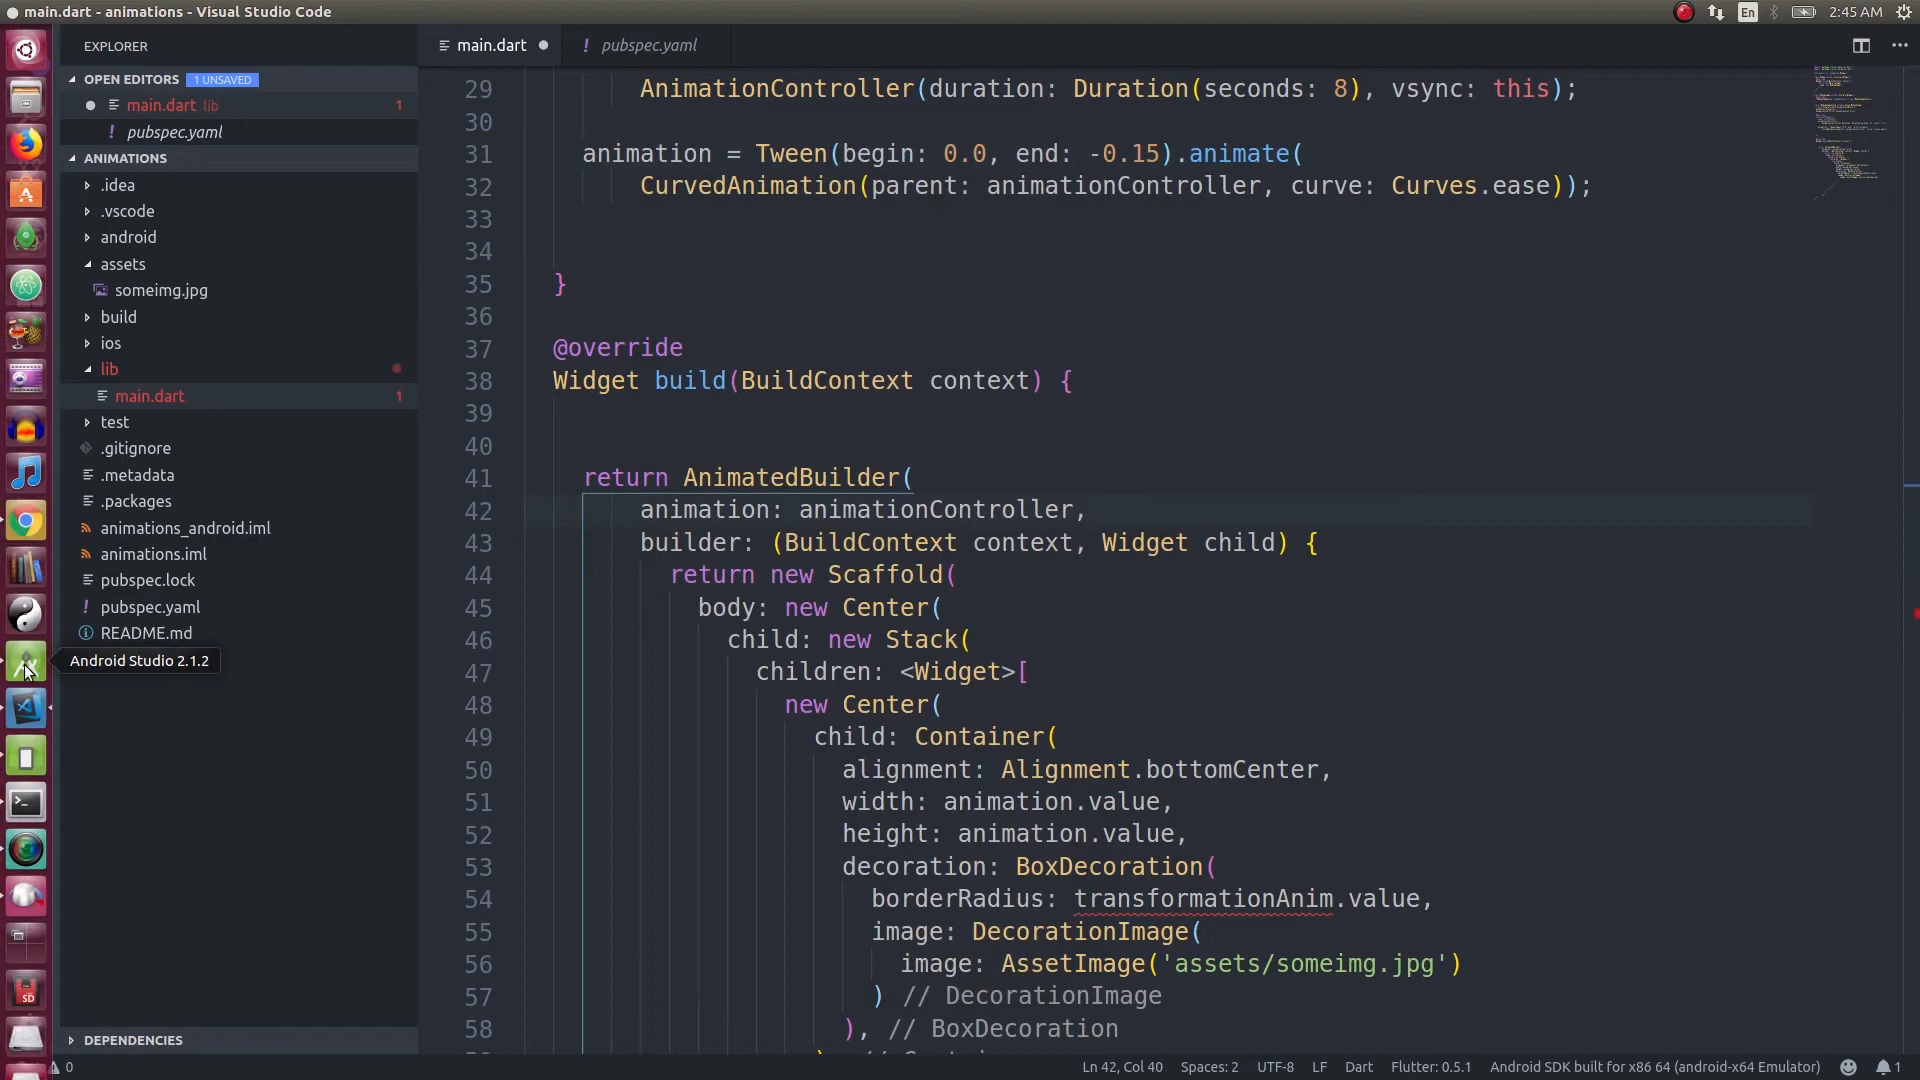 main.dart - animations - Visual Studio Code
En
2:45 AM
EXPLORER
OPEN EDITORS 1 UNSAVED
main.dart lib 1
! pubspec.yaml
ANIMATIONS
.idea
.vscode
android
assets
someimg.jpg
build
ios
lib
main.dart 1
test
.gitignore
.metadata
.packages
animations_android.iml
animations.iml
pubspec.lock
! pubspec.yaml
README.md
Android Studio 2.1.2
DEPENDENCIES
main.dart
! pubspec.yaml
29 AnimationController(duration: Duration(seconds: 8), vsync: this);
30
31 animation = Tween(begin: 0.0, end: -0.15).animate(
32 CurvedAnimation(parent: animationController, curve: Curves.ease));
33
34
35 }
36
37 @override
38 Widget build(BuildContext context) {
39
40
41 return AnimatedBuilder(
42 animation: animationController,
43 builder: (BuildContext context, Widget child) {
44 return new Scaffold(
45 body: new Center(
46 child: new Stack(
47 children: <Widget>[
48 new Center(
49 child: Container(
50 alignment: Alignment.bottomCenter,
51 width: animation.value,
52 height: animation.value,
53 decoration: BoxDecoration(
54 borderRadius: transformationAnim.value,
55 image: DecorationImage(
56 image: AssetImage('assets/someimg.jpg')
57 ) // DecorationImage
58 ), // BoxDecoration
SD
0
Ln 42, Col 40
Spaces: 2
UTF-8
LF
Dart
Flutter: 0.5.1
Android SDK built for x86 64 (android-x64 Emulator)
1